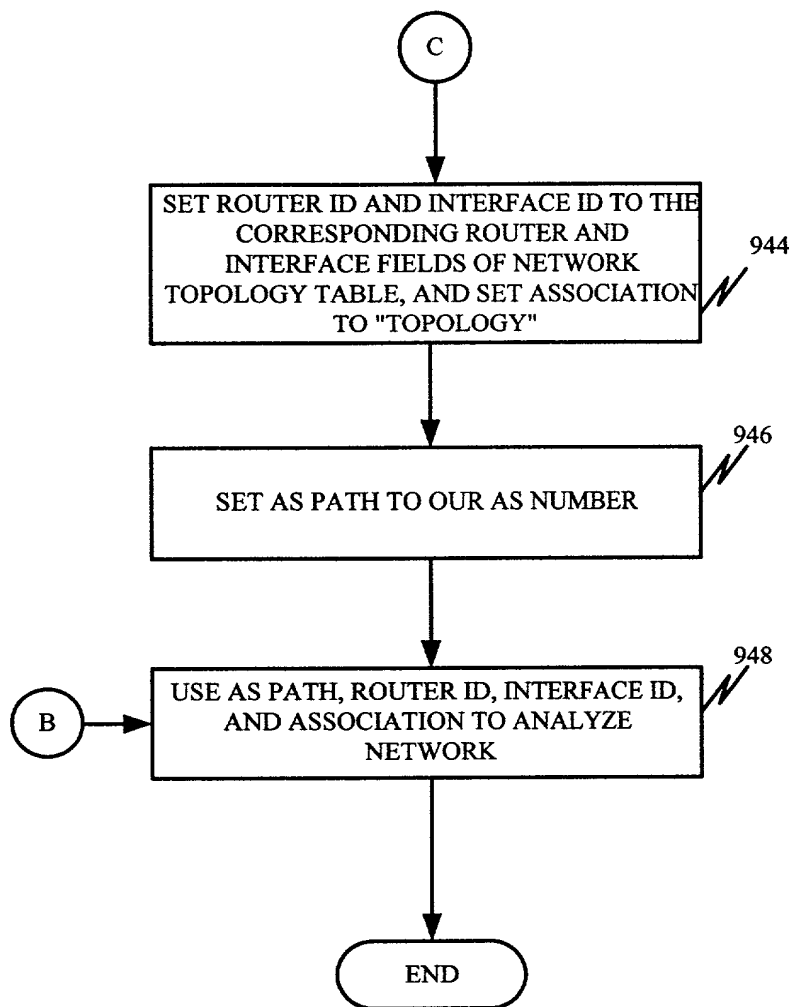 C
SET ROUTER ID AND INTERFACE ID TO THE
CORRESPONDING ROUTER AND
INTERFACE FIELDS OF NETWORK
TOPOLOGY TABLE, AND SET ASSOCIATION
TO "TOPOLOGY"
944
SET AS PATH TO OUR AS NUMBER
946
B
USE AS PATH, ROUTER ID, INTERFACE ID,
AND ASSOCIATION TO ANALYZE
NETWORK
948
END